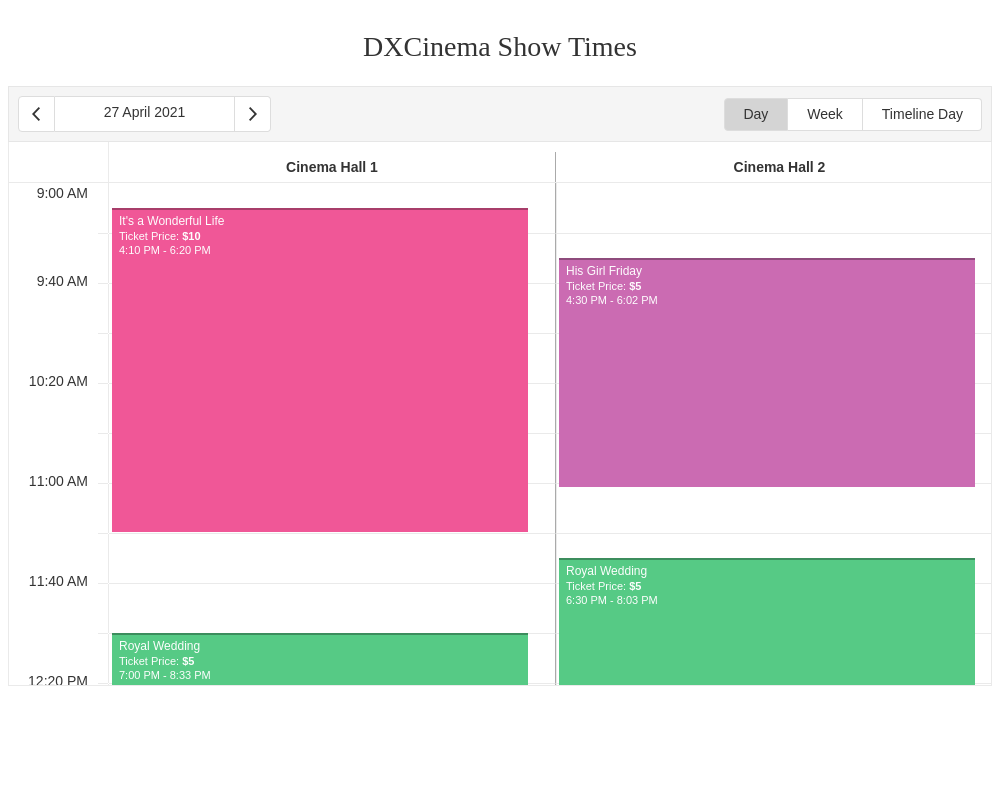 DXCinema Show Times
27 April 2021
Day
Week
Timeline Day
Cinema Hall 1
Cinema Hall 2
9:00 AM
9:40 AM
10:20 AM
11:00 AM
11:40 AM
12:20 PM
It's a Wonderful Life
Ticket Price: $10
4:10 PM - 6:20 PM
Royal Wedding
Ticket Price: $5
7:00 PM - 8:33 PM
His Girl Friday
Ticket Price: $5
4:30 PM - 6:02 PM
Royal Wedding
Ticket Price: $5
6:30 PM - 8:03 PM